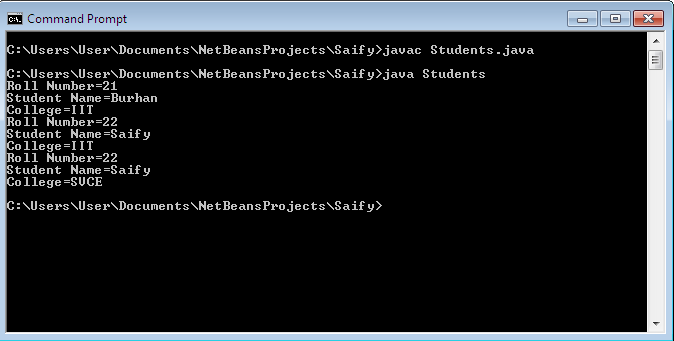 Command Prompt
C:\Users\User\Documents\NetBeansProjects\Saify>javac Students.java
C:\Users\User\Documents\NetBeansProjects\Saify>java Students
Roll Number=21
Student Name=Burhan
College=IIT
Roll Number=22
Student Name=Saify
College=IIT
Roll Number=22
Student Name=Saify
College=SVCE
C:\Users\User\Documents\NetBeansProjects\Saify>